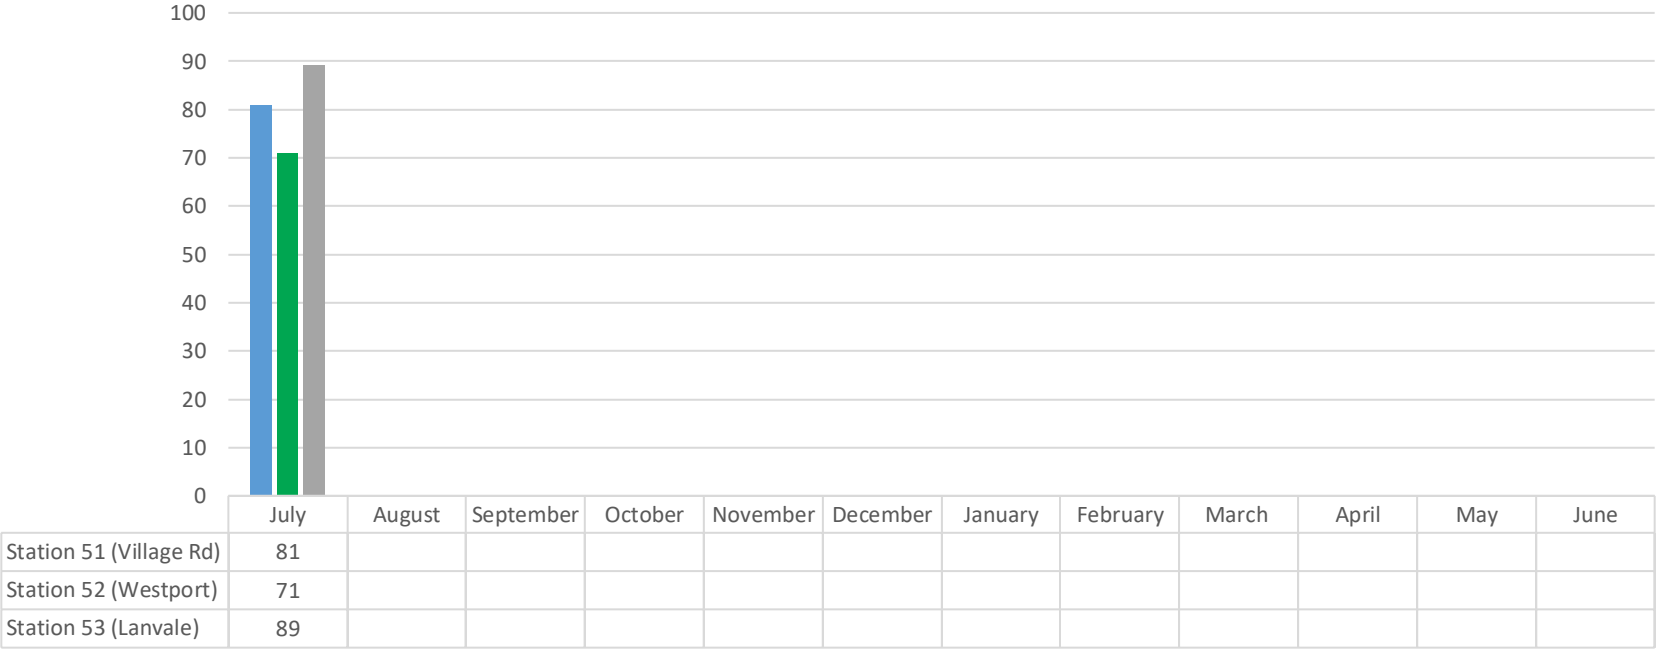 100
90
80
70
60
50
40
30
20
10
0
July August September October November December January February March April May June
Station 51 (Village Rd) 81
Station 52 (Westport) 71
Station 53 (Lanvale) 89